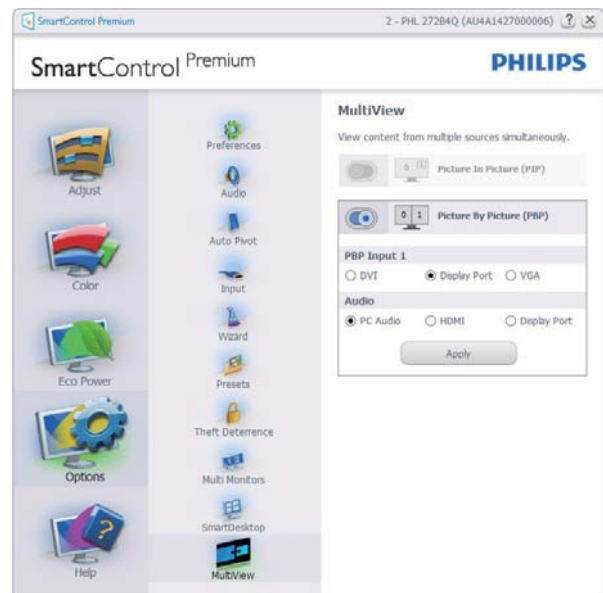 SmartControl Premium
2 - PHL 272B4Q (AU4A1427000006) ? X
SmartControl Premium
PHILIPS
Adjust
Color
Eco Power
Options
Help
Preferences
Audio
Auto Pivot
Input
Wizard
Presets
Theft Deterrence
Multi Monitors
SmartDesktop
MultiView
MultiView
View content from multiple sources simultaneously.
Picture In Picture (PIP)
0 1 Picture By Picture (PBP)
PBP Input 1
DVI Display Port VGA
Audio
PC Audio HDMI Display Port
Apply